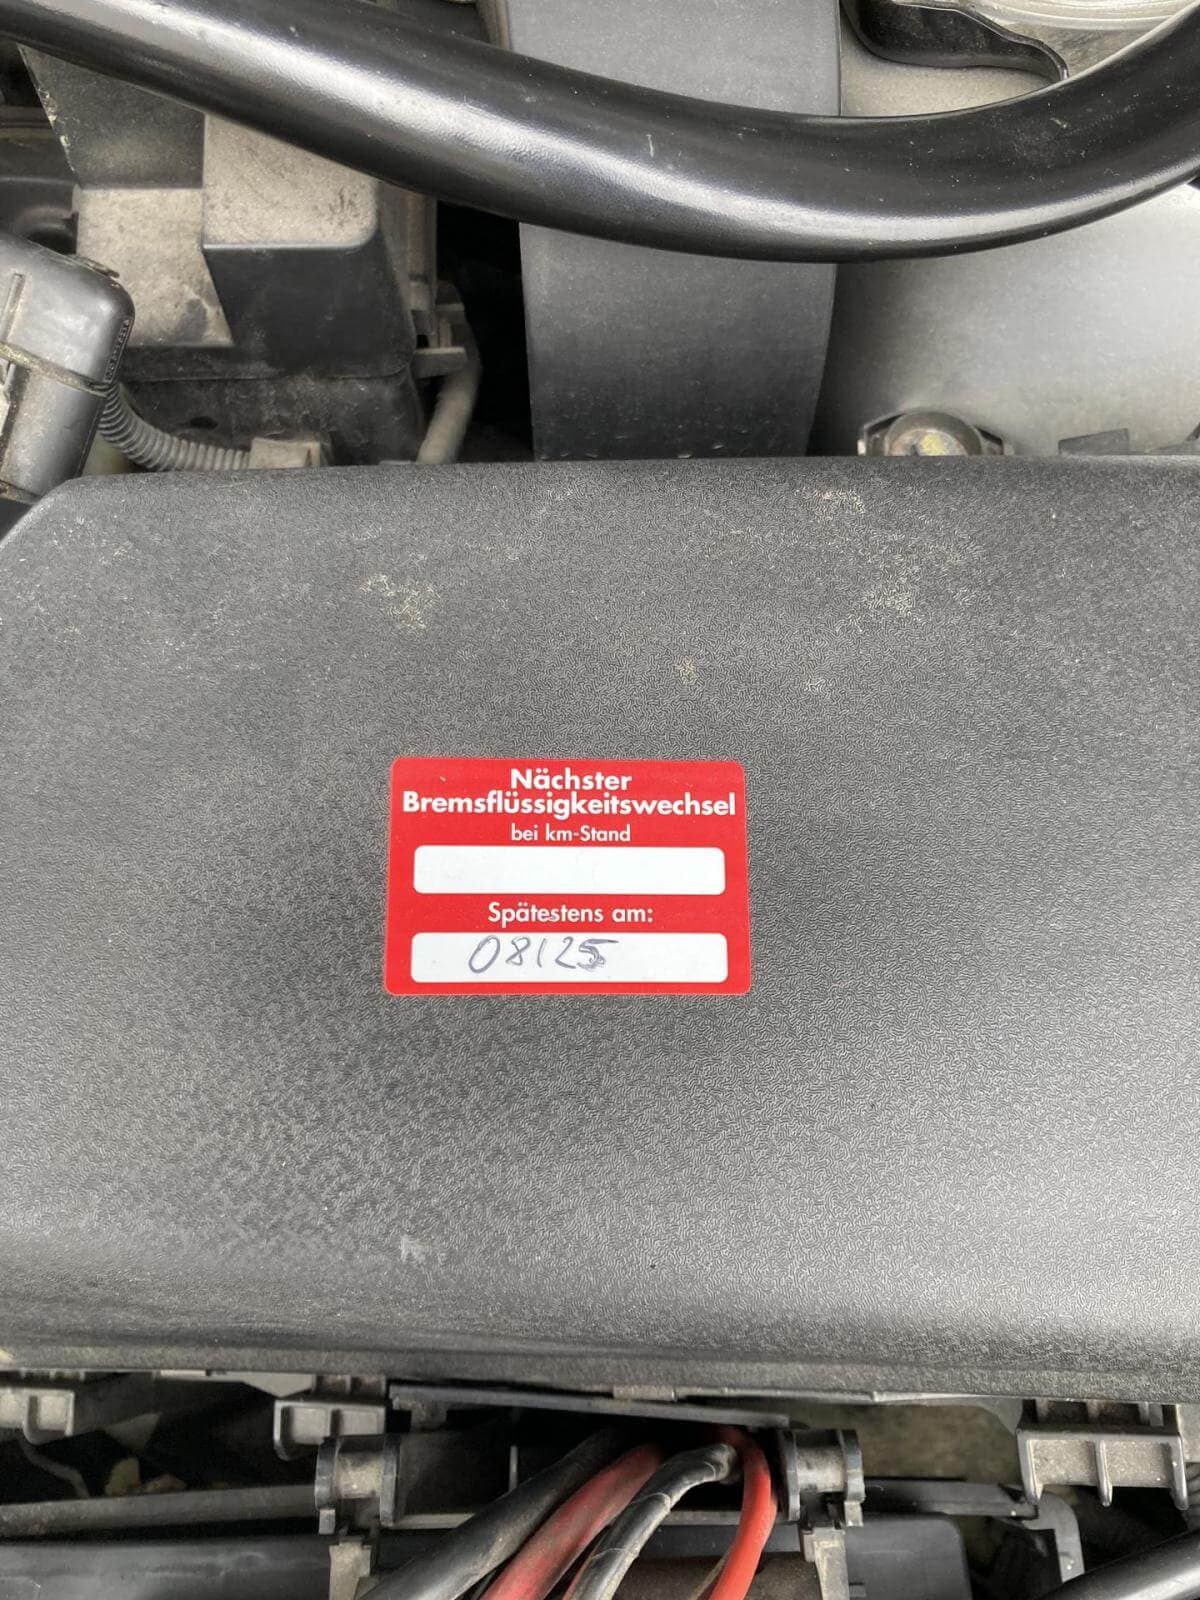 Nächster
Bremsflüssigkeitswechsel
bei km-Stand
Spätestens am:
08/25